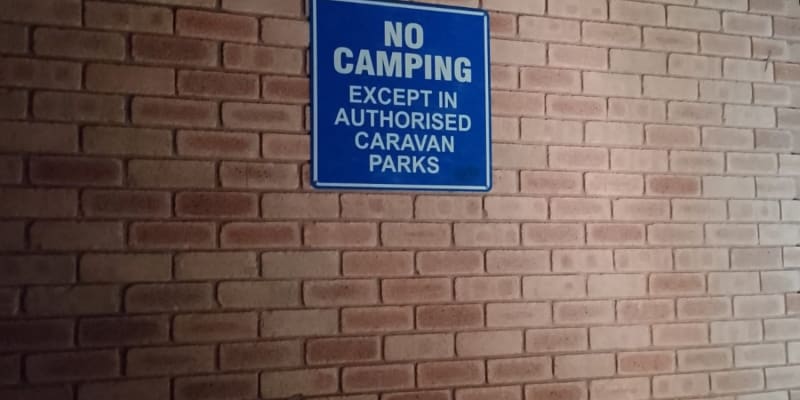 NO
CAMPING
EXCEPT IN
AUTHORISED
CARAVAN
PARKS